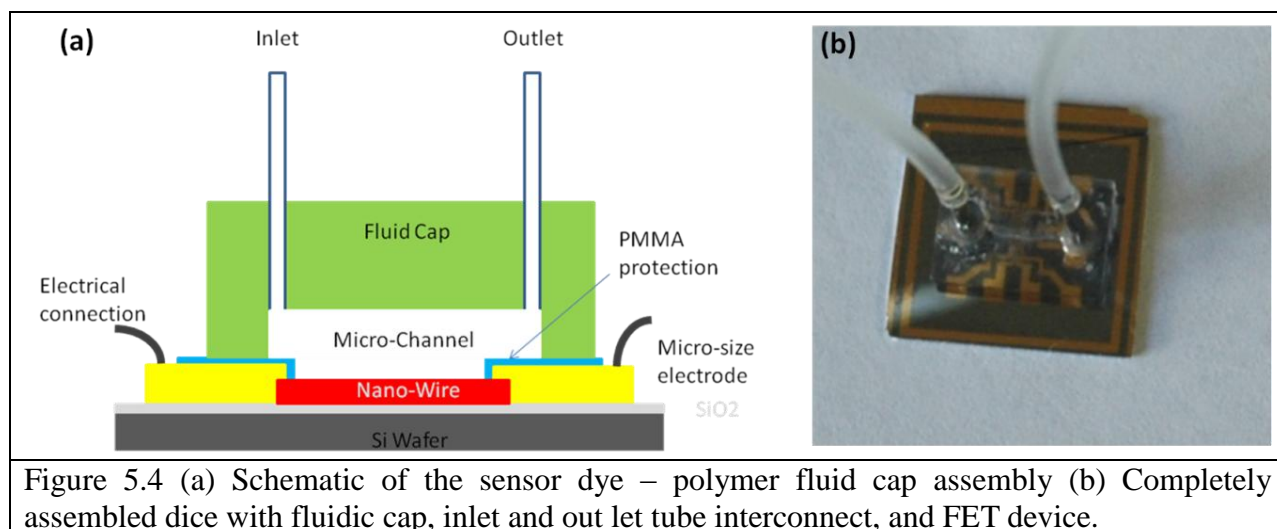 (a)
Inlet
Outlet
Fluid Cap
PMMA
protection
Electrical
connection
Micro-Channel
Micro-size
electrode
Nano-Wire
SiO2
Si Wafer
(b)
Figure 5.4 (a) Schematic of the sensor dye – polymer fluid cap assembly (b) Completely
assembled dice with fluidic cap, inlet and out let tube interconnect, and FET device.